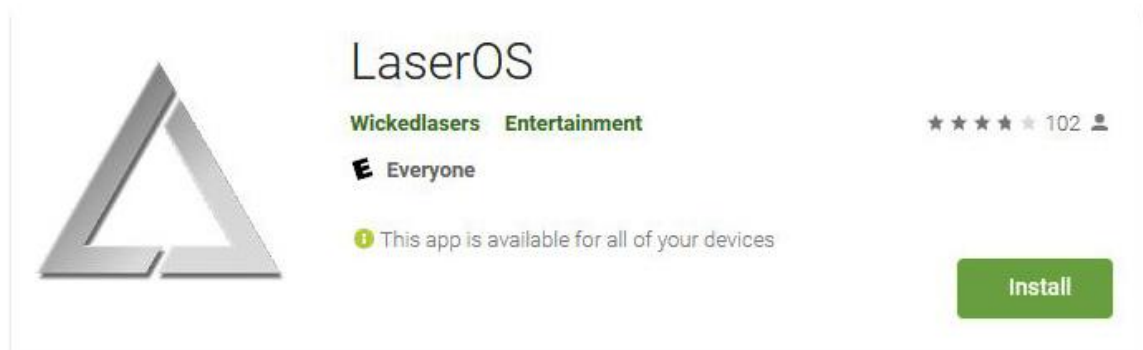 LaserOS
Wickedlasers Entertainment 102
E Everyone
This app is available for all of your devices
Install